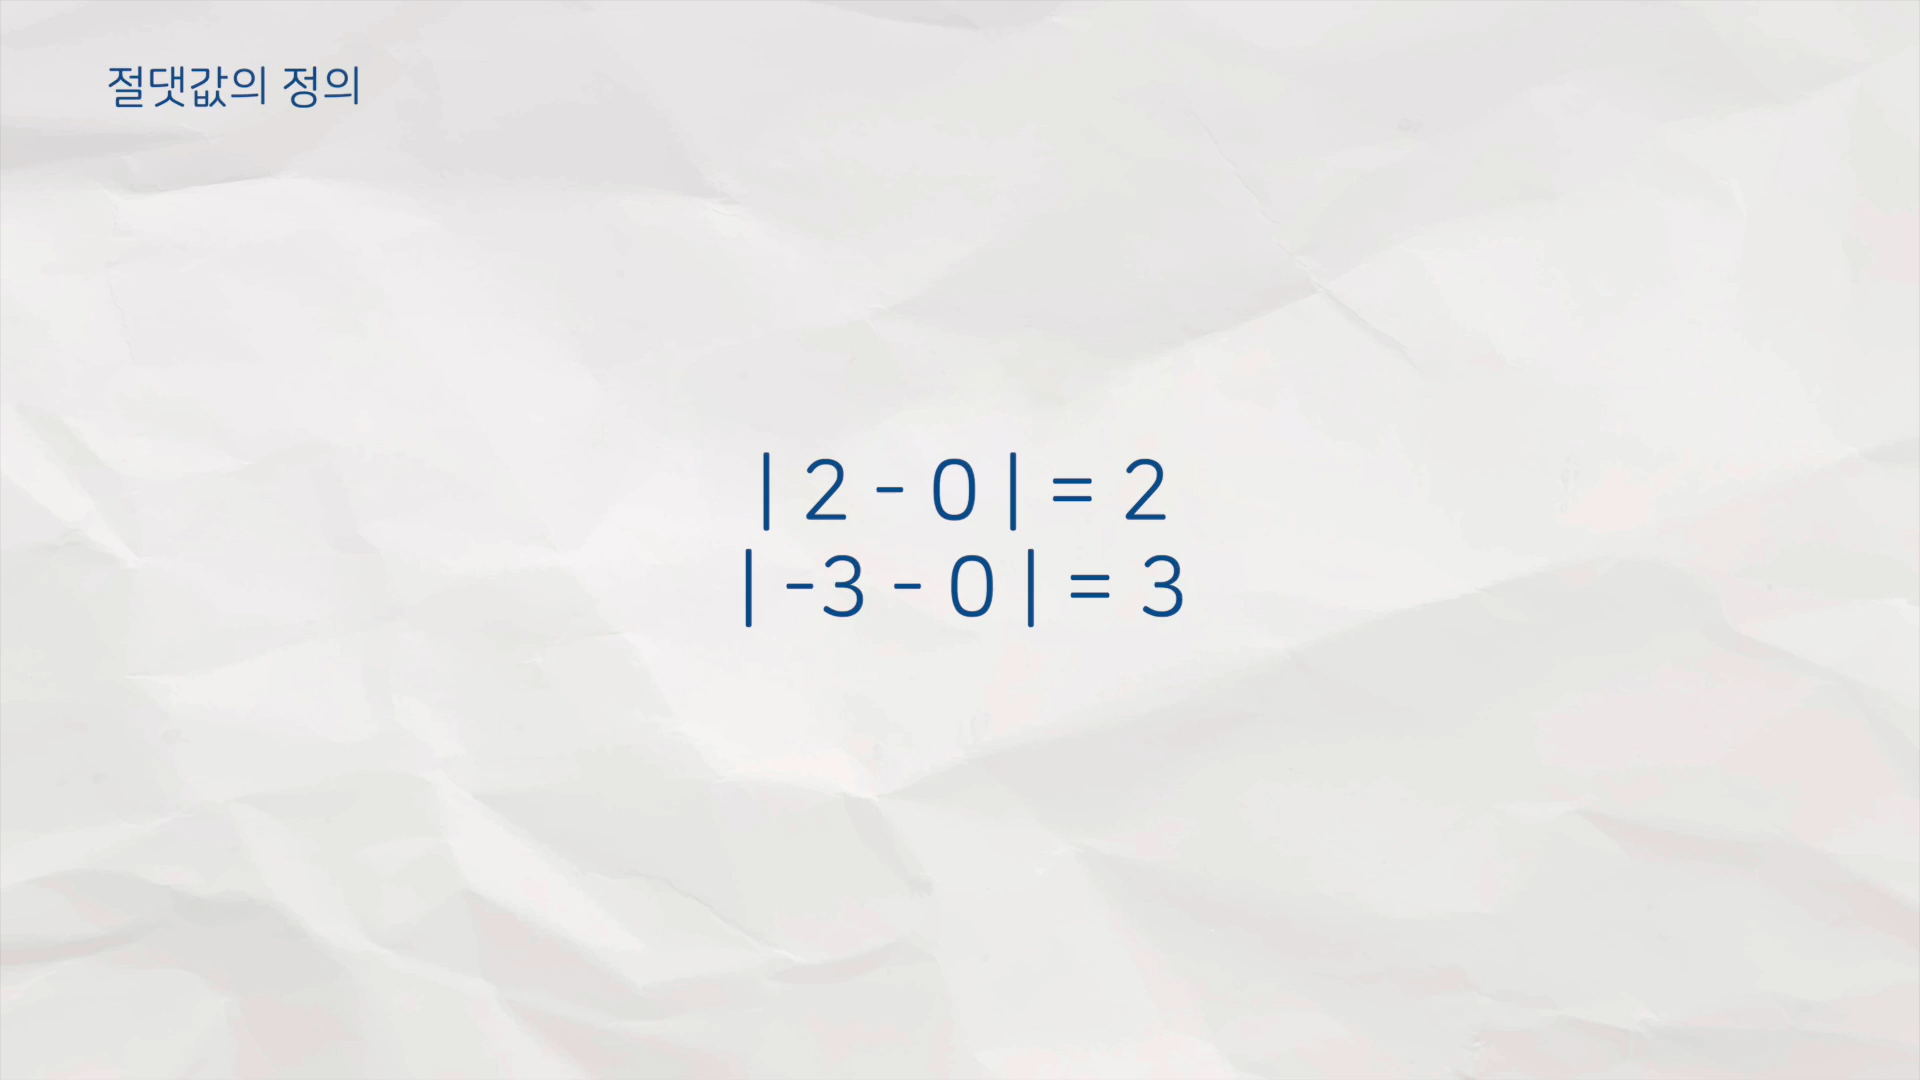 절댓값의 정의
| 2 - 0 | = 2
| -3 - 0 | = 3